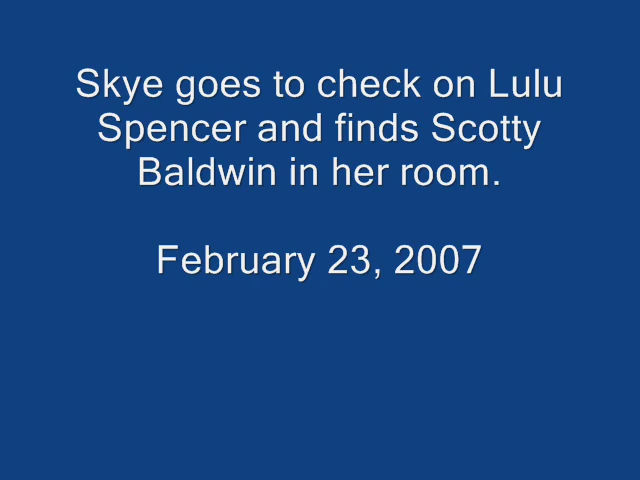 Skye goes to check on Lulu
Spencer and finds Scotty
Baldwin in her room.
February 23, 2007